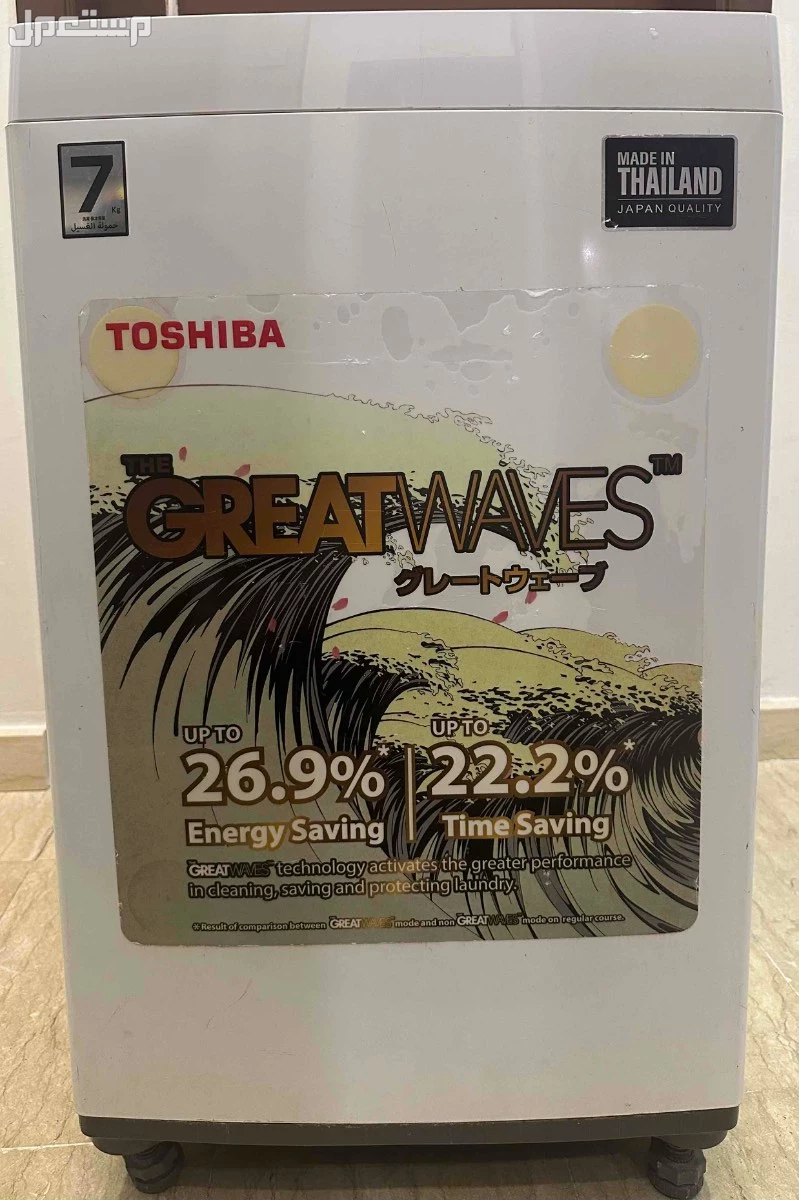 مستعمل
7
Kg
حمولة الغسيل
MADE IN
THAILAND
JAPAN QUALITY
TOSHIBA
THE
GREATWAVES™
グレートウェーブ
UP TO
26.9%*
Energy Saving
UP TO
22.2%*
Time Saving
GREATWAVES technology activates the greater performance
in cleaning, saving and protecting laundry.
* Result of comparison between GREATWAVES mode and non GREATWAVES mode on regular course.